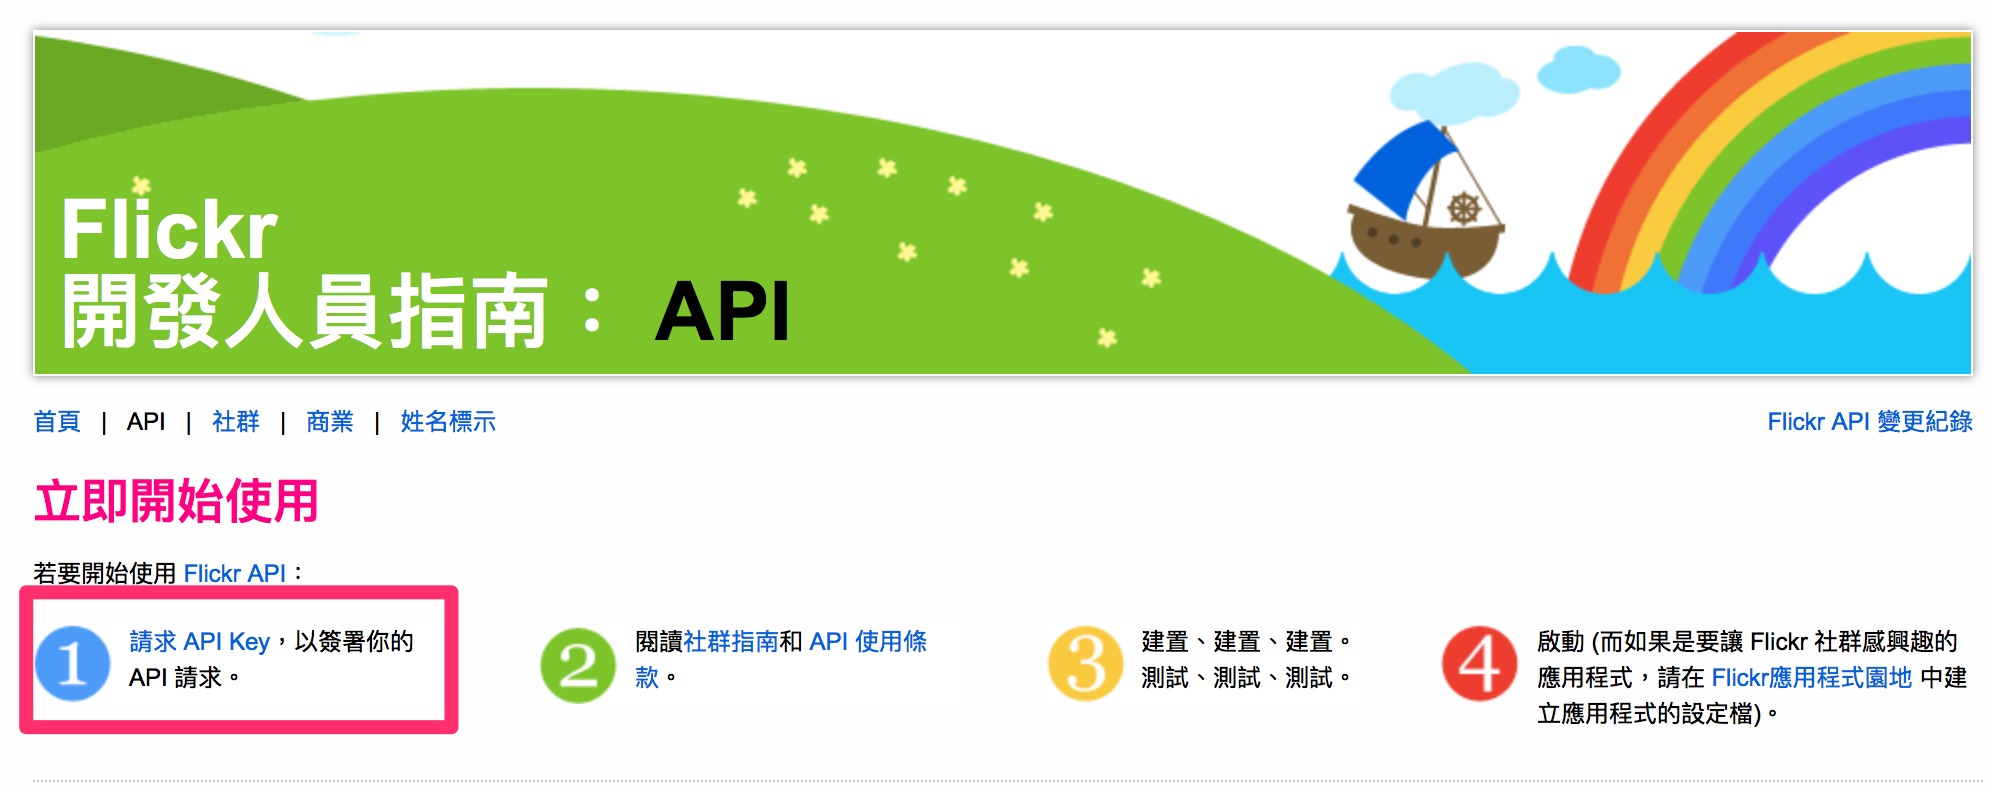 Flickr
開發人員指南： API
首頁 | API | 社群 | 商業 | 姓名標示
Flickr API 變更紀錄
立即開始使用
若要開始使用 Flickr API：
1
請求 API Key，以簽署你的
API 請求。
2
閱讀社群指南和 API 使用條
款。
3
建置、建置、建置。
測試、測試、測試。
4
啟動 (而如果是要讓 Flickr 社群感興趣的
應用程式，請在 Flickr應用程式園地 中建
立應用程式的設定檔)。